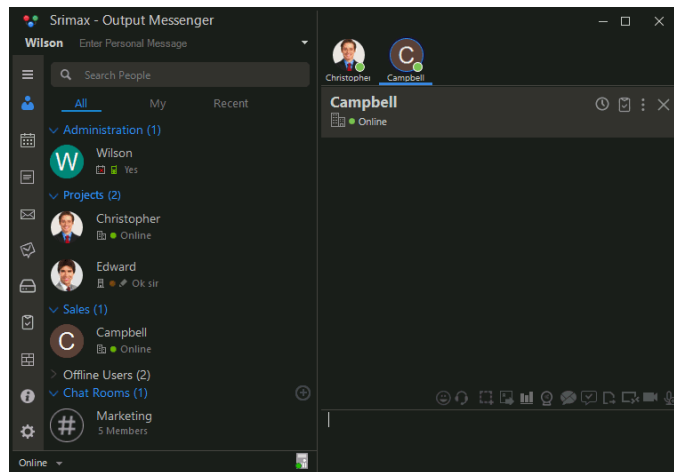 Srimax - Output Messenger
Wilson Enter Personal Message
Search People
All My Recent
Administration (1)
W
Wilson
Yes
Projects (2)
Christopher
Online
Edward
Ok sir
Sales (1)
C
Campbell
Online
Offline Users (2)
Chat Rooms (1)
#
Marketing
5 Members
Online
C
Christopher Campbell
Campbell
Online